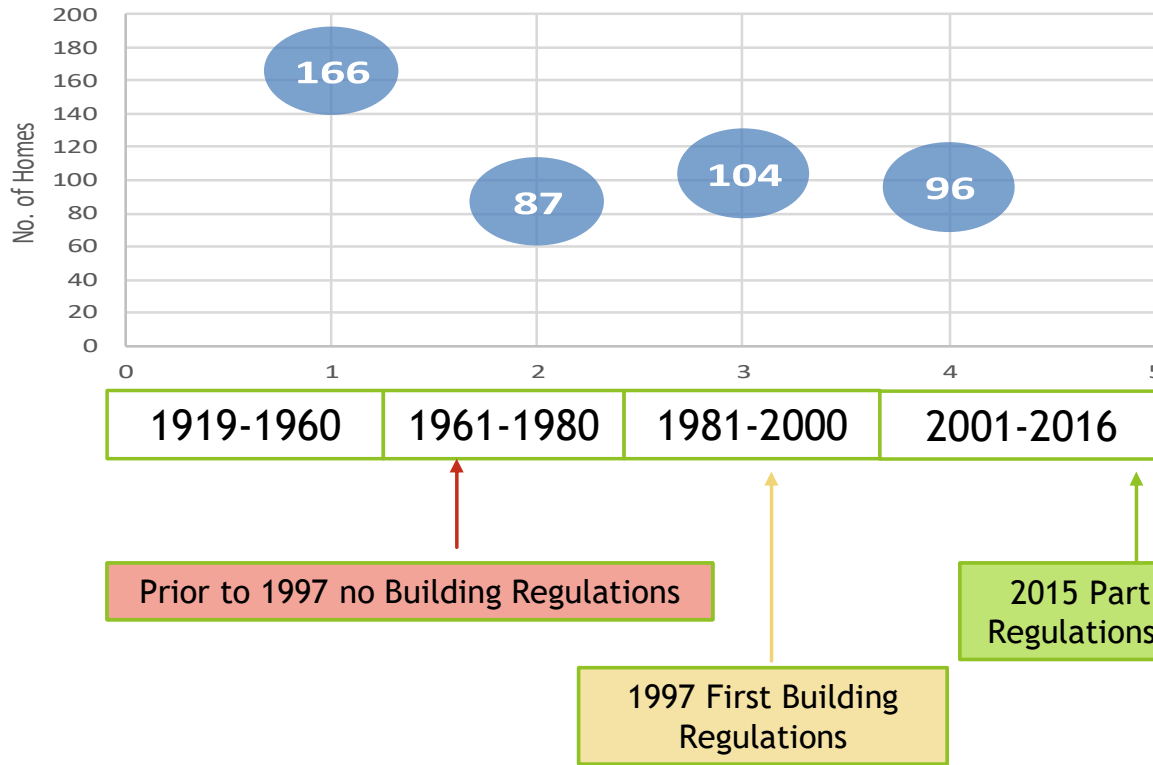 200
180
160
140
120
100
80
60
40
20
0
No. of Homes
166
87
104
96
0 1 2 3 4
1919-1960 1961-1980 1981-2000 2001-2016
Prior to 1997 no Building Regulations
2015 Part
Regulations
1997 First Building
Regulations